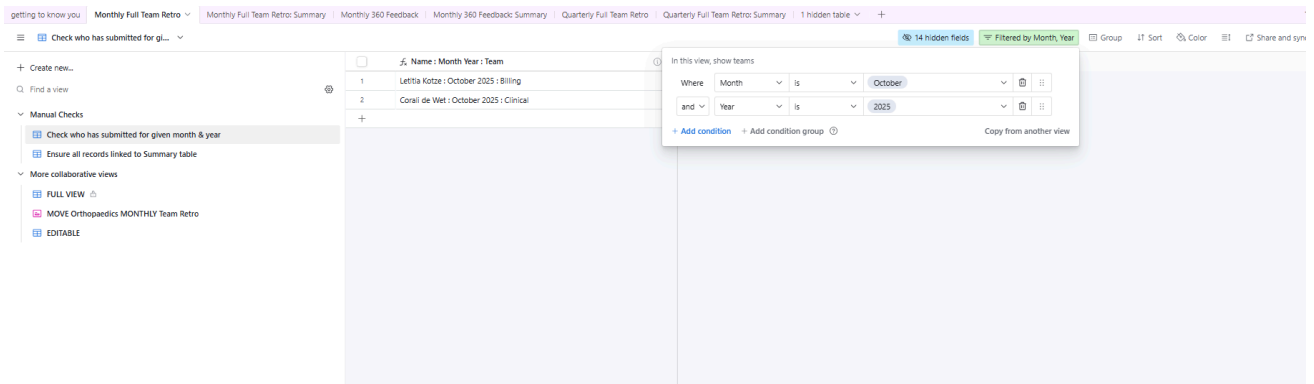 getting to know you Monthly Full Team Retro Monthly Full Team Retro: Summary Monthly 360 Feedback Monthly 360 Feedback: Summary Quarterly Full Team Retro Quarterly Full Team Retro: Summary 1 hidden table +
Check who has submitted for gi... 14 hidden fields Filtered by Month, Year Group Sort Color Share and sync
+ Create new...
Find a view
Manual Checks
Check who has submitted for given month & year
Ensure all records linked to Summary table
More collaborative views
FULL VIEW
MOVE Orthopaedics MONTHLY Team Retro
EDITABLE
Name : Month Year : Team
1 Letitia Kotze : October 2025 : Billing
2 Corali de Wet : October 2025 : Clinical
+
In this view, show teams
Where Month is October
and Year is 2025
+ Add condition + Add condition group Copy from another view